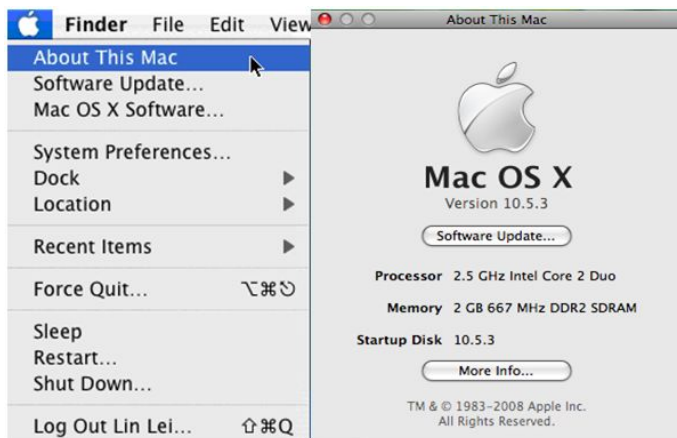 Finder File Edit View
About This Mac
Software Update...
Mac OS X Software...
System Preferences...
Dock
Location
Recent Items
Force Quit... ⌥⌘⎋
Sleep
Restart...
Shut Down...
Log Out Lin Lei... ⇧⌘Q
About This Mac
Mac OS X
Version 10.5.3
Software Update...
Processor 2.5 GHz Intel Core 2 Duo
Memory 2 GB 667 MHz DDR2 SDRAM
Startup Disk 10.5.3
More Info...
TM & © 1983–2008 Apple Inc.
All Rights Reserved.